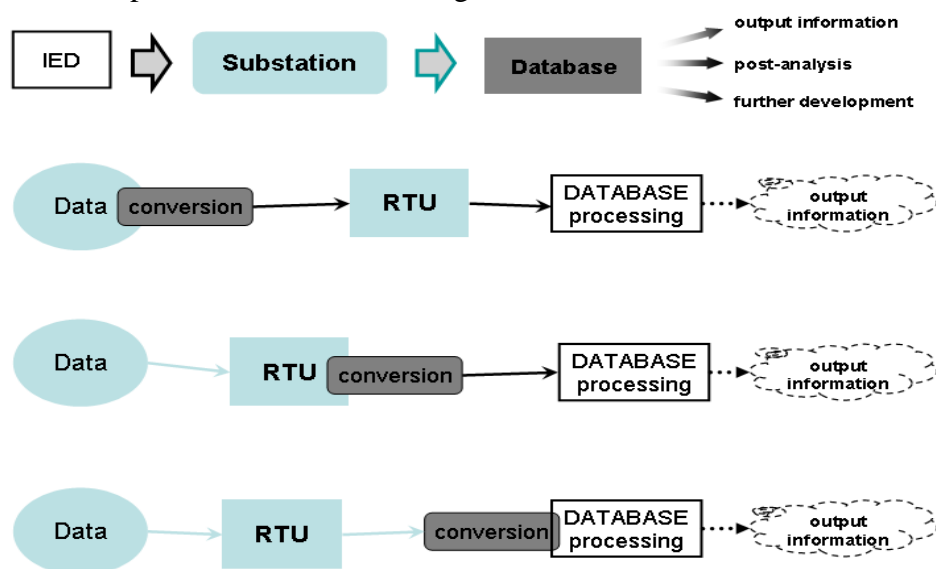 IED
Substation
Database
output information
post-analysis
further development
Data
conversion
RTU
DATABASE
processing
output
information
Data
RTU
conversion
DATABASE
processing
output
information
Data
RTU
conversion
DATABASE
processing
output
information